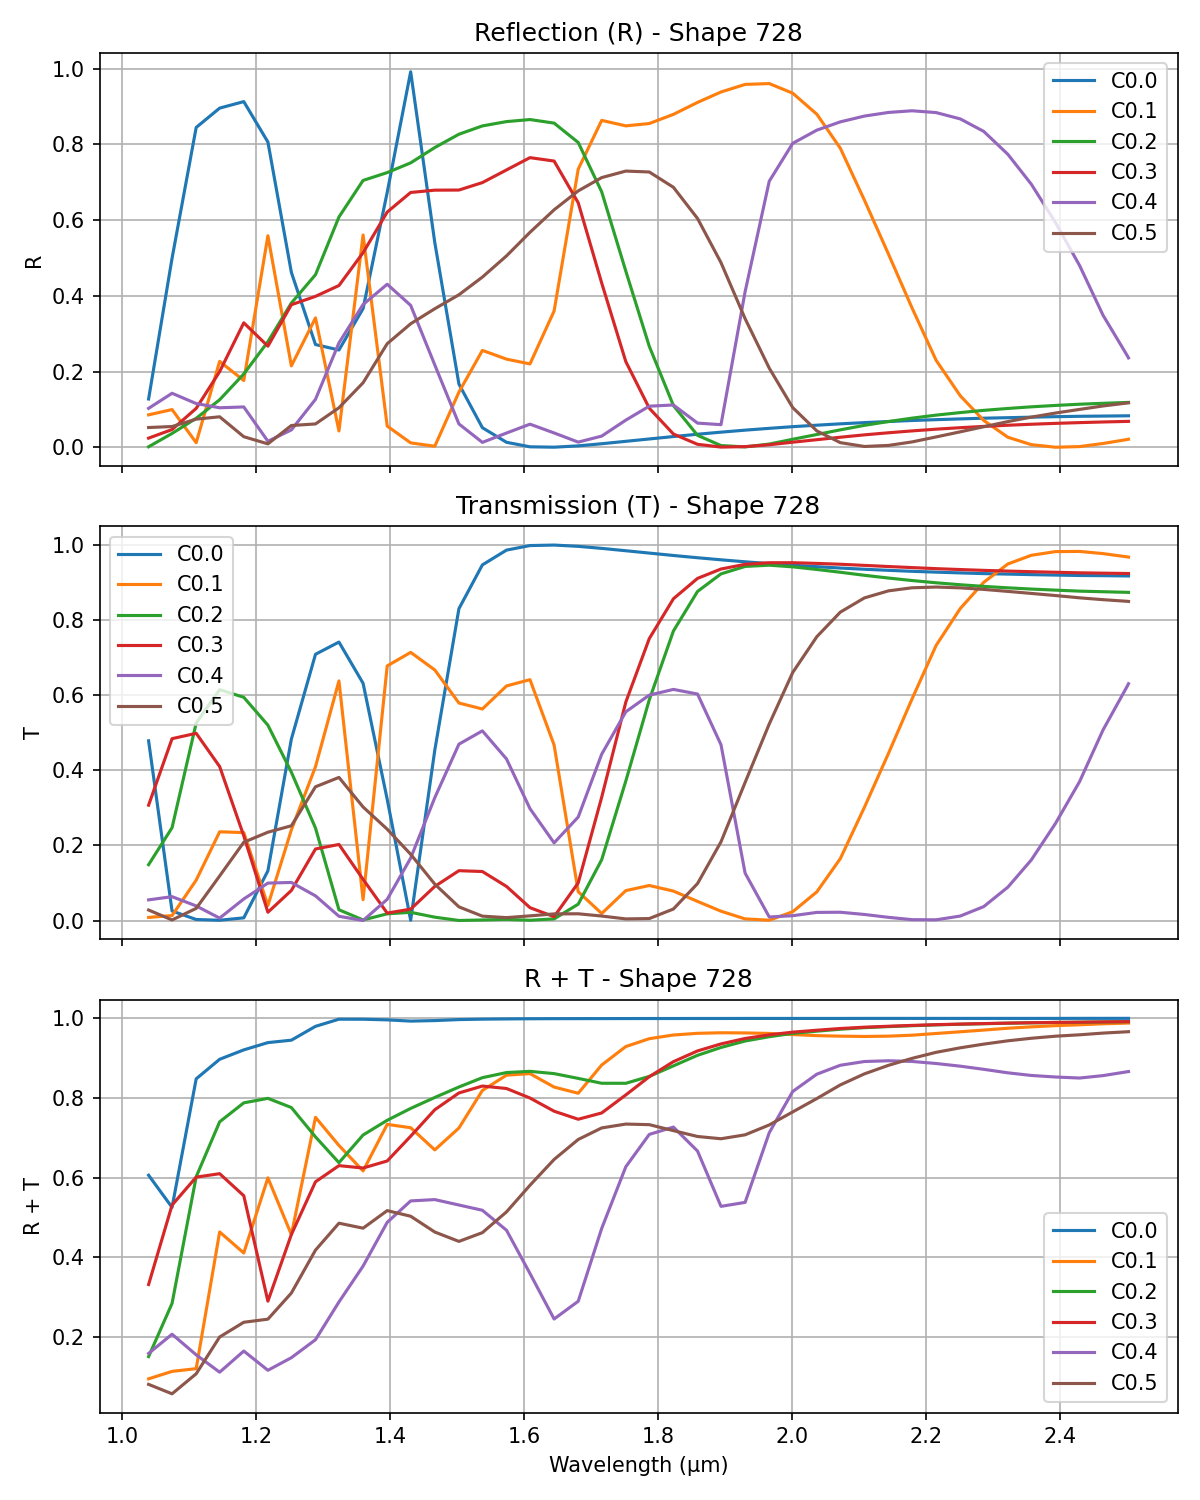 Reflection (R) - Shape 728
1.0
0.8
0.6
0.4
0.2
0.0
R
C0.0
C0.1
C0.2
C0.3
C0.4
C0.5
Transmission (T) - Shape 728
1.0
0.8
0.6
0.4
0.2
0.0
T
C0.0
C0.1
C0.2
C0.3
C0.4
C0.5
R + T - Shape 728
1.0
0.8
0.6
0.4
0.2
R + T
C0.0
C0.1
C0.2
C0.3
C0.4
C0.5
1.0 1.2 1.4 1.6 1.8 2.0 2.2 2.4
Wavelength (μm)